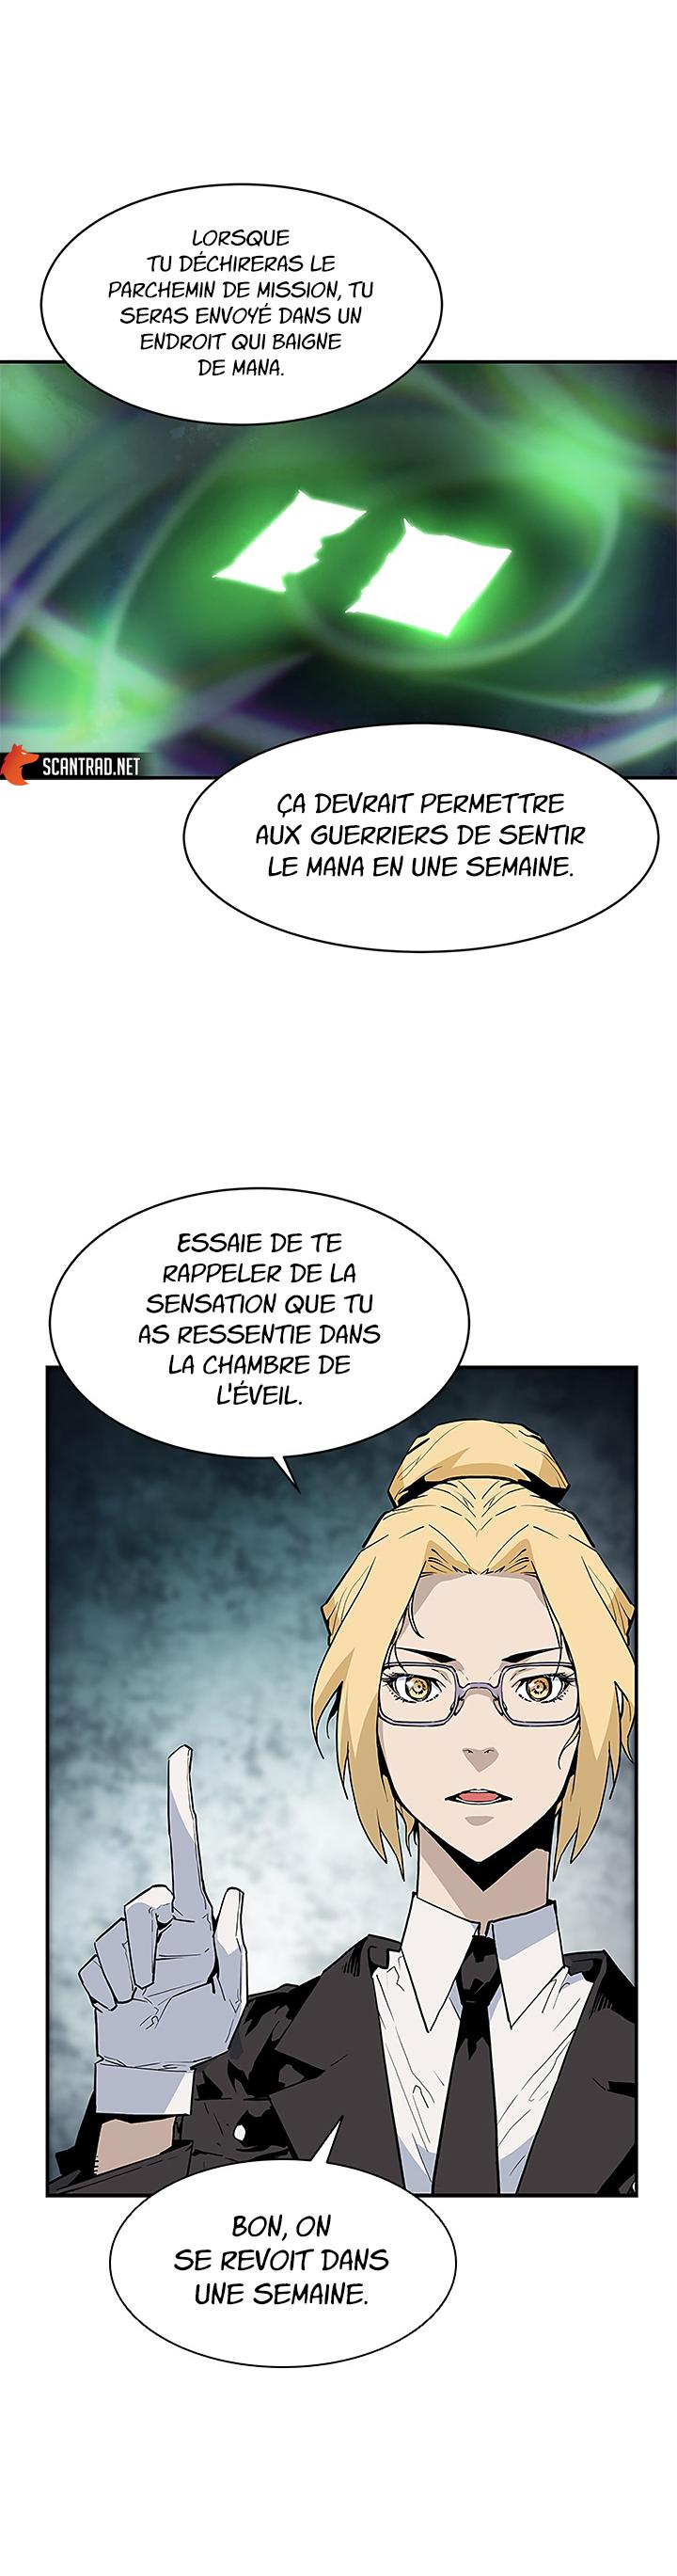 LORSQUE
TU DÉCHIRERAS LE
PARCHEMIN DE MISSION, TU
SERAS ENVOYÉ DANS UN
ENDROIT QUI BAIGNE
DE MANA.
SCANTRAD.NET
ÇA DEVRAIT PERMETTRE
AUX GUERRIERS DE SENTIR
LE MANA EN UNE SEMAINE.
ESSAIE DE TE
RAPPELER DE LA
SENSATION QUE TU
AS RESSENTIE DANS
LA CHAMBRE DE
L'ÉVEIL.
BON, ON
SE REVOIT DANS
UNE SEMAINE.